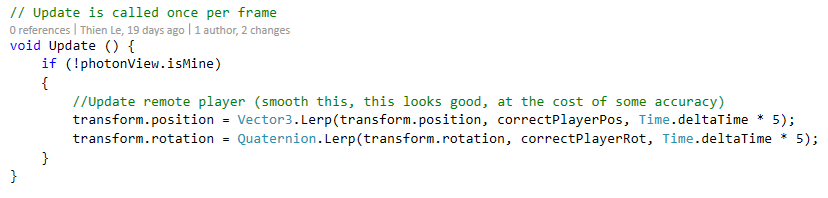 // Update is called once per frame
0 references | Thien Le, 19 days ago | 1 author, 2 changes
void Update () {
    if (!photonView.isMine)
    {
        //Update remote player (smooth this, this looks good, at the cost of some accuracy)
        transform.position = Vector3.Lerp(transform.position, correctPlayerPos, Time.deltaTime * 5);
        transform.rotation = Quaternion.Lerp(transform.rotation, correctPlayerRot, Time.deltaTime * 5);
    }
}